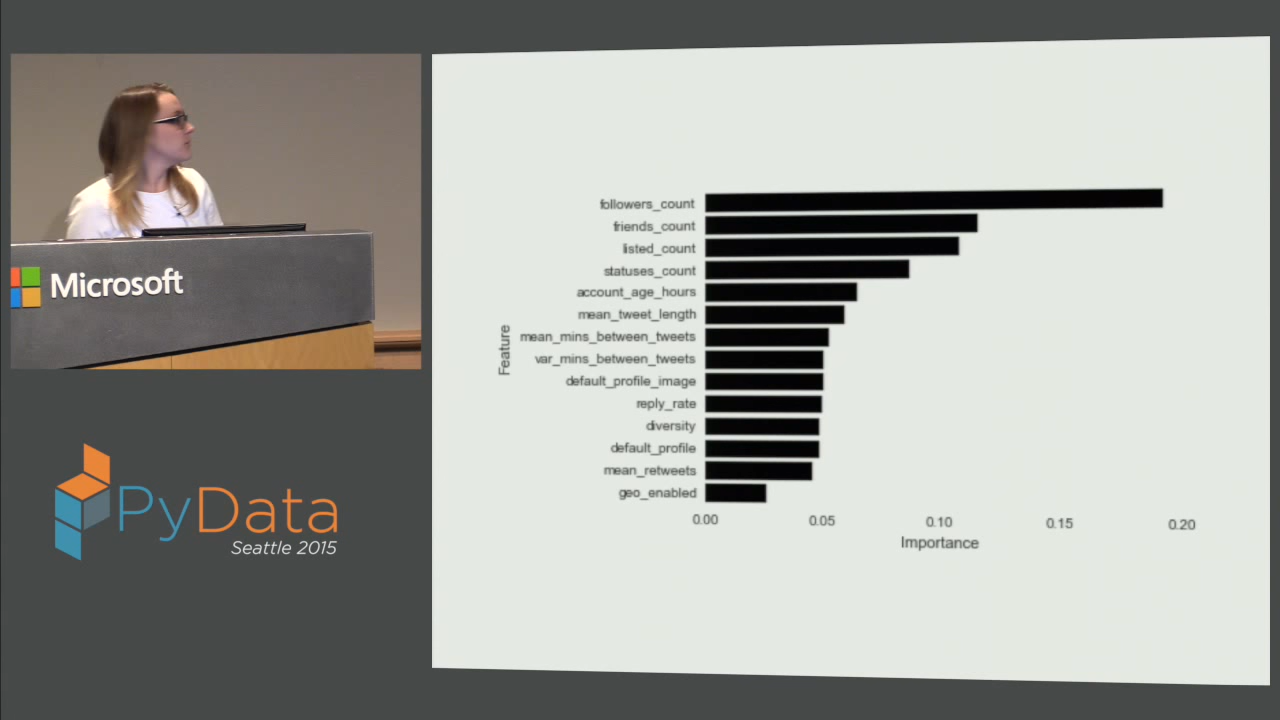 Microsoft
PyData
Seattle 2015
followers_count
friends_count
listed_count
statuses_count
account_age_hours
mean_tweet_length
mean_mins_between_tweets
var_mins_between_tweets
default_profile_image
reply_rate
diversity
default_profile
mean_retweets
geo_enabled
Feature
0.00 0.05 0.10 0.15 0.20
Importance